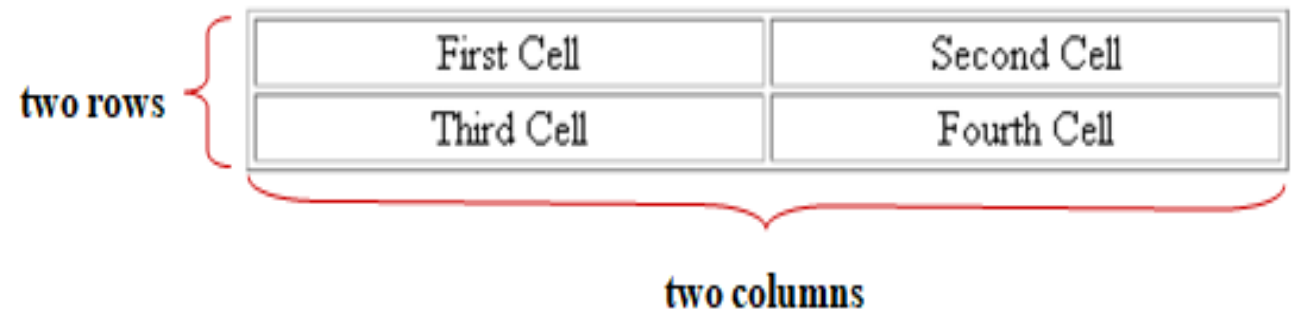 First Cell Second Cell
two rows
Third Cell Fourth Cell
two columns